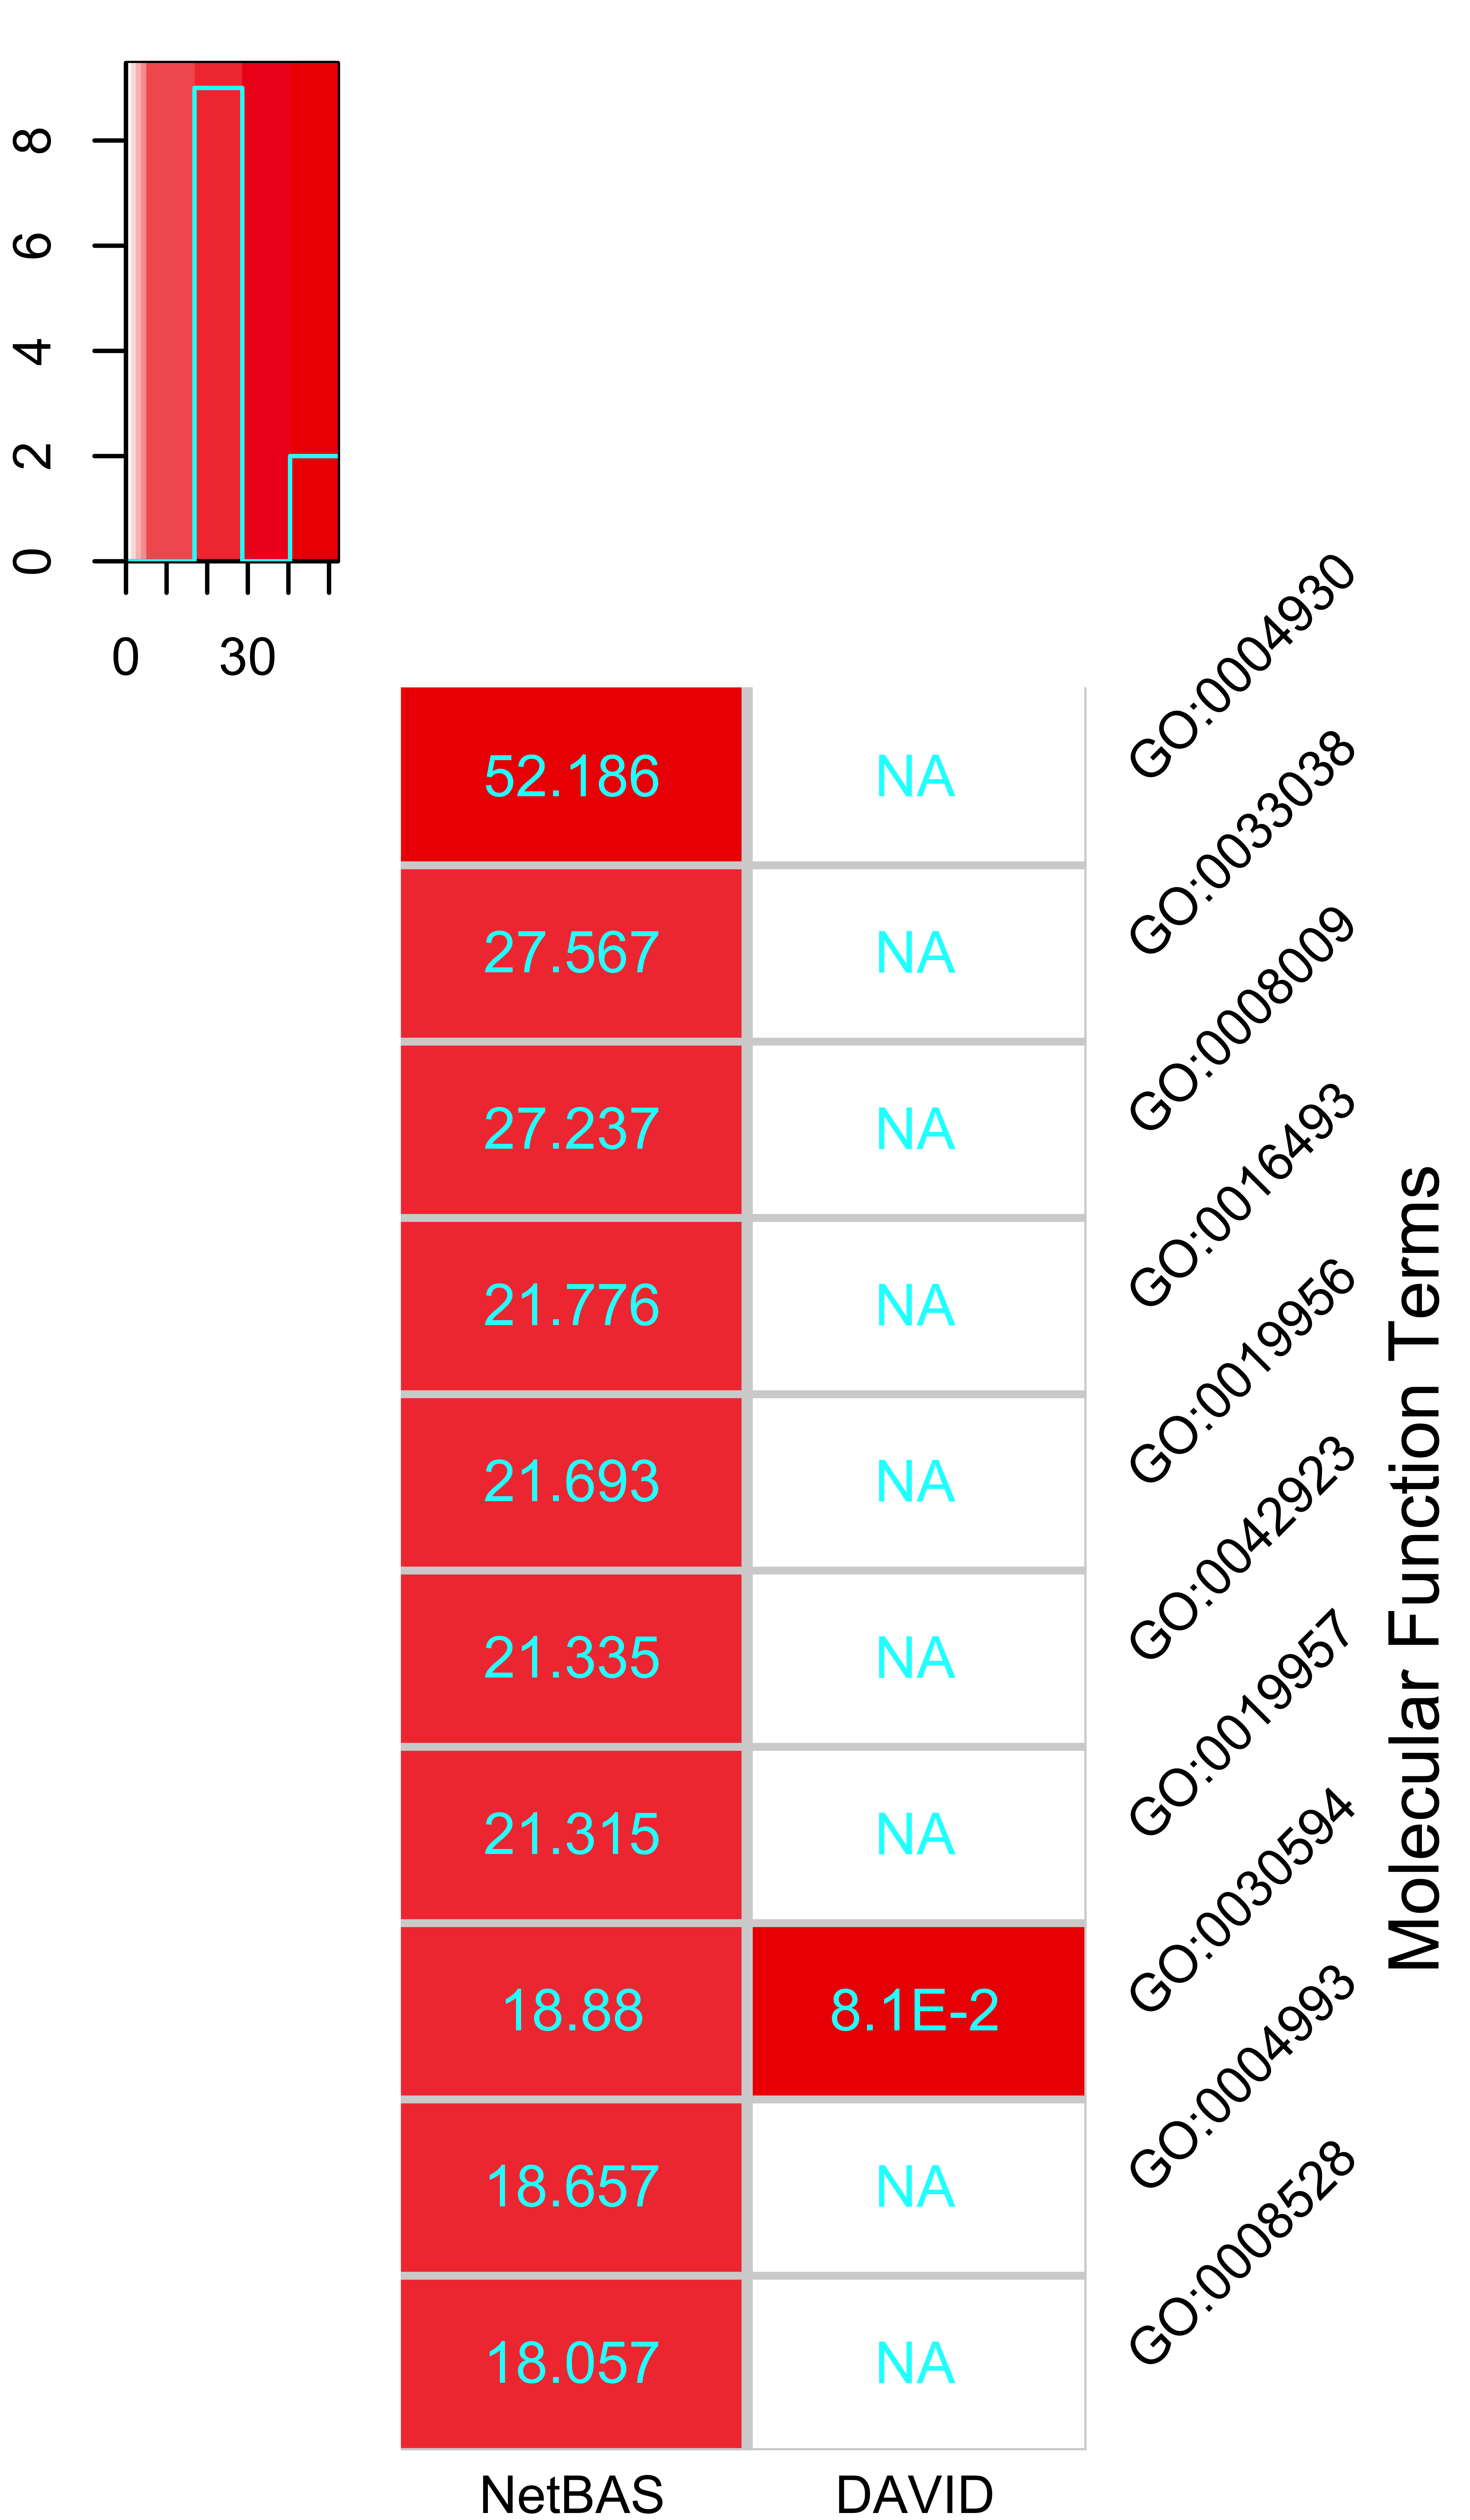 8
6
4
2
0
0 30
52.186 NA GO:0004930
27.567 NA GO:0033038
27.237 NA GO:0008009
21.776 NA GO:0016493
21.693 NA GO:0019956
21.335 NA GO:0042923
21.315 NA GO:0019957
18.88 8.1E-2 GO:0030594
18.657 NA GO:0004993
18.057 NA GO:0008528
Molecular Function Terms
NetBAS DAVID